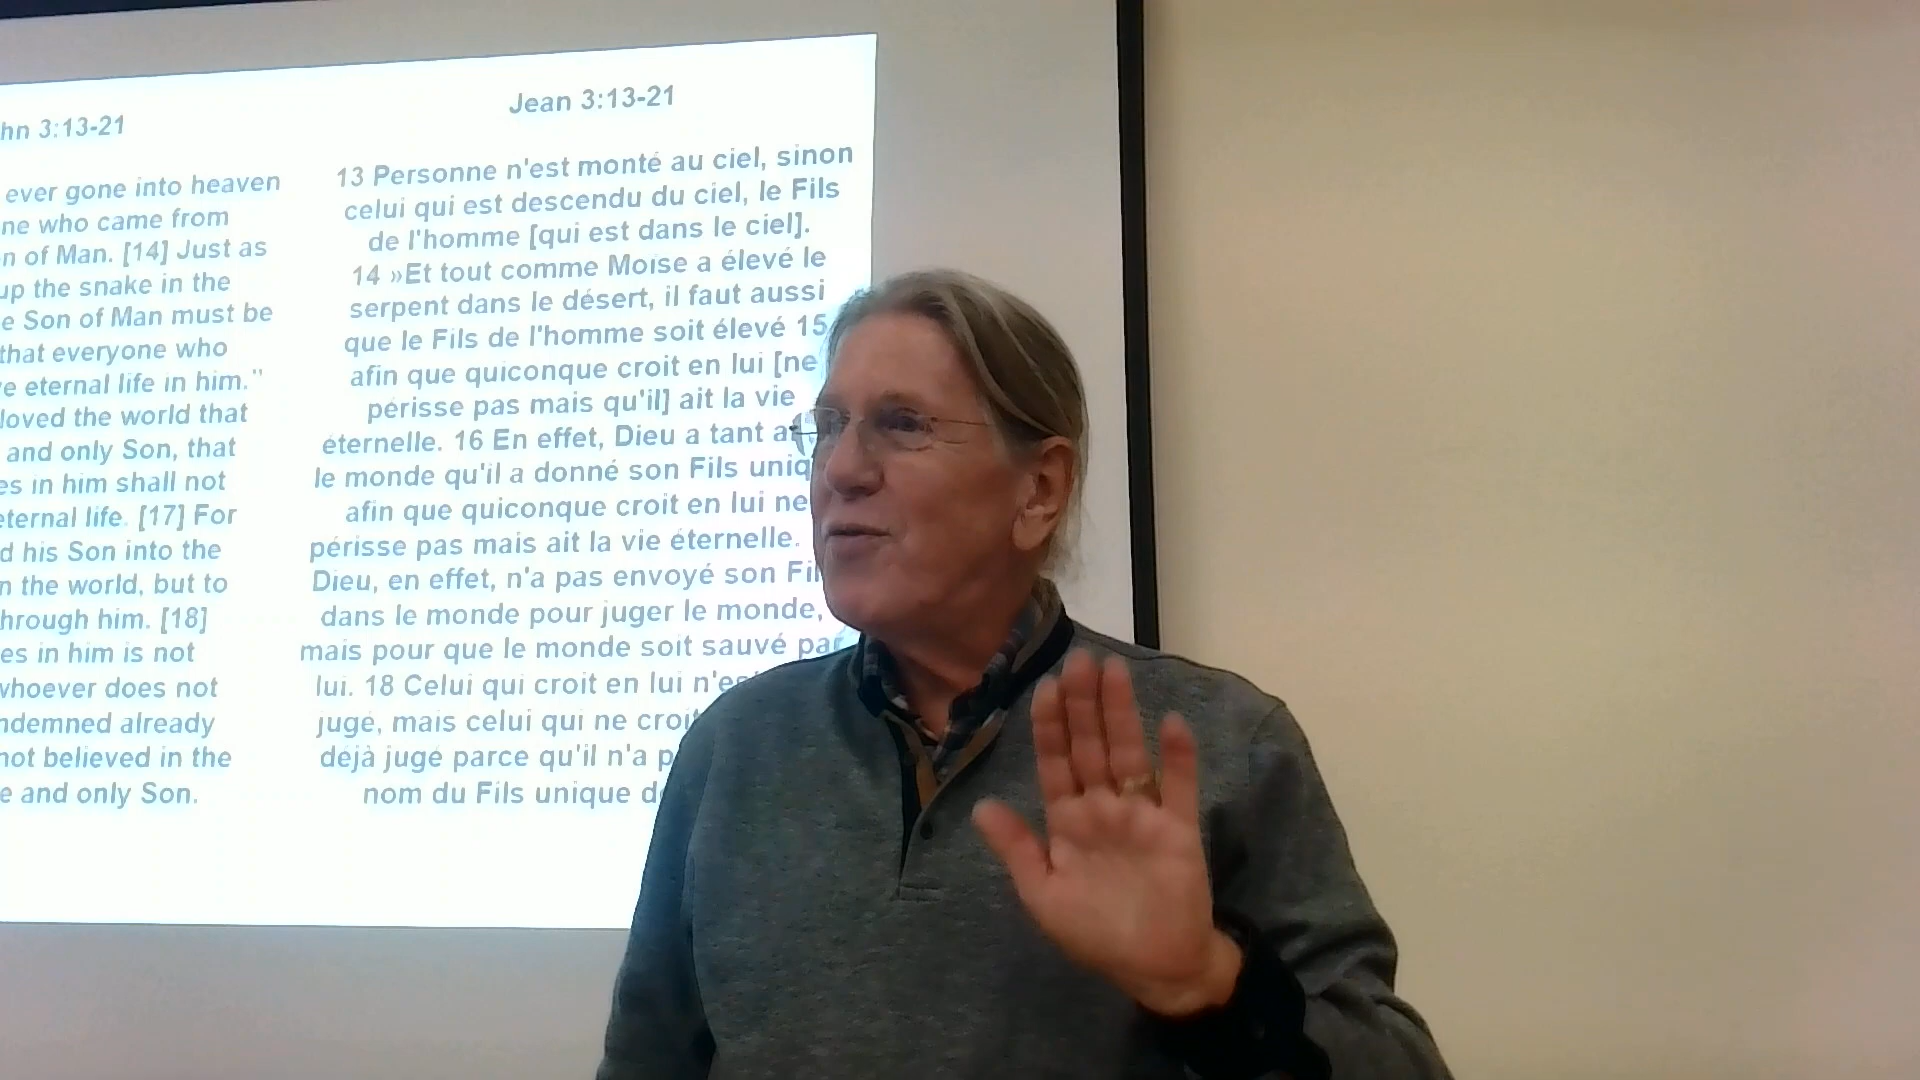 hn 3:13-21
ever gone into heaven
ne who came from
n of Man. [14] Just as
up the snake in the
e Son of Man must be
that everyone who
e eternal life in him."
loved the world that
and only Son, that
es in him shall not
eternal life. [17] For
d his Son into the
n the world, but to
hrough him. [18]
es in him is not
whoever does not
ndemned already
not believed in the
e and only Son.
Jean 3:13-21
13 Personne n'est monté au ciel, sinon
celui qui est descendu du ciel, le Fils
de l'homme [qui est dans le ciel].
14 »Et tout comme Moïse a élevé le
serpent dans le désert, il faut aussi
que le Fils de l'homme soit élevé 15
afin que quiconque croit en lui [ne
périsse pas mais qu'il] ait la vie
éternelle. 16 En effet, Dieu a tant a
le monde qu'il a donné son Fils uniq
afin que quiconque croit en lui ne
périsse pas mais ait la vie éternelle.
Dieu, en effet, n'a pas envoyé son Fil
dans le monde pour juger le monde,
mais pour que le monde soit sauvé par
lui. 18 Celui qui croit en lui n'es
jugé, mais celui qui ne croit
déjà jugé parce qu'il n'a p
nom du Fils unique d